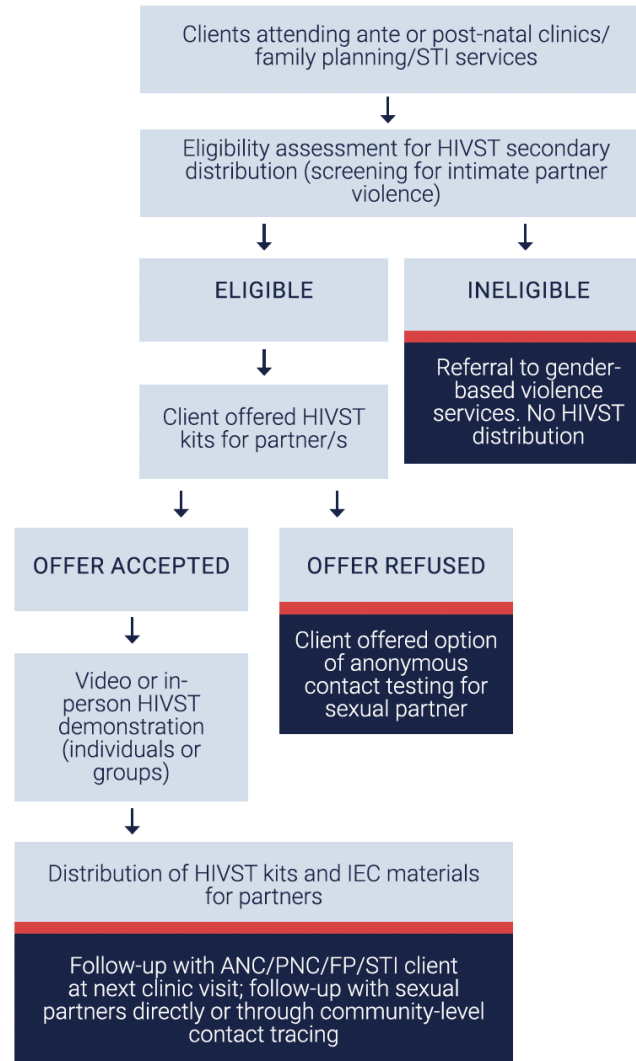 Clients attending ante or post-natal clinics/
family planning/STI services
Eligibility assessment for HIVST secondary
distribution (screening for intimate partner
violence)
ELIGIBLE
INELIGIBLE
Referral to gender-
based violence
services. No HIVST
distribution
Client offered HIVST
kits for partner/s
OFFER ACCEPTED
OFFER REFUSED
Client offered option
of anonymous
contact testing for
sexual partner
Video or in-
person HIVST
demonstration
(individuals or
groups)
Distribution of HIVST kits and IEC materials
for partners
Follow-up with ANC/PNC/FP/STI client
at next clinic visit; follow-up with sexual
partners directly or through community-level
contact tracing